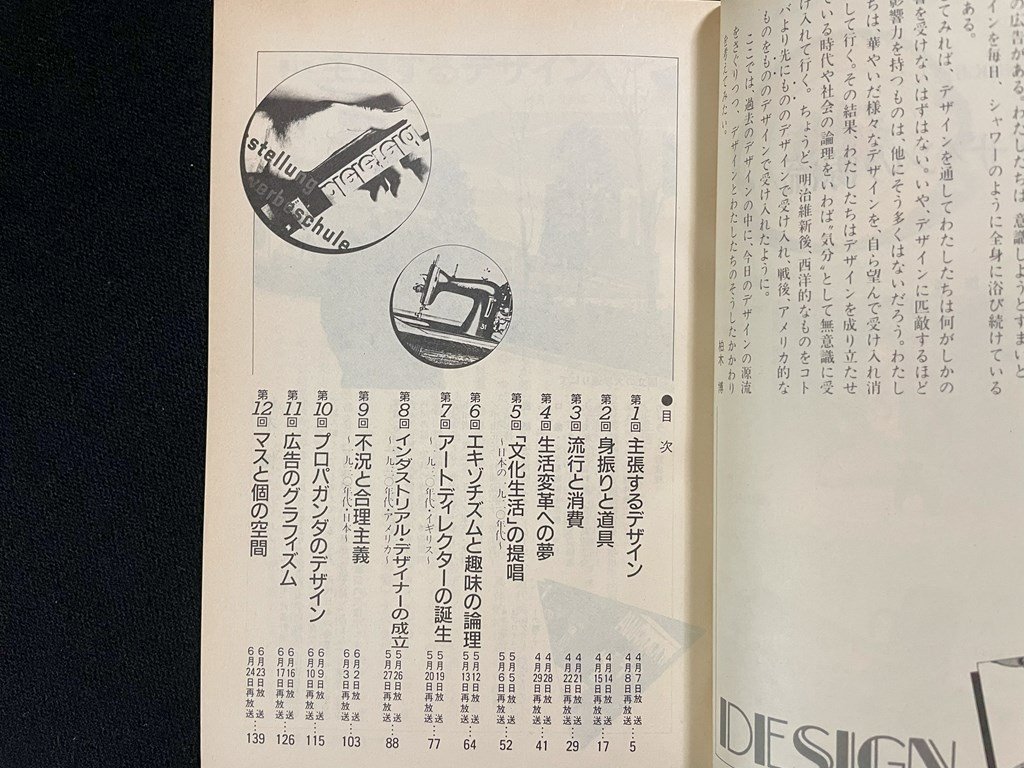 の広告がある。わたしたちは、意識しようとすまいと
インを毎日、シャワーのように全身に浴び続けている
ある。
てみれば、デザインを通してわたしたちは何がしかの
響を受けないはずはない。いや、デザインに匹敵するほど
影響力を持つものは、他にそう多くはないだろう。わたし
ちは、華やいだ様々なデザインを、自ら望んで受け入れ消
して行く。その結果、わたしたちはデザインを成り立たせ
ている時代や社会の論理をいわば“気分”として無意識に受
け入れて行く。ちょうど、明治維新後、西洋的なものをコト
バより先にもののデザインで受け入れ、戦後、アメリカ的な
ものをもののデザインで受け入れたように。
ここでは、過去のデザインの中に、今日のデザインの源流
をさぐりつつ、デザインとわたしたちのそうしたかかわり
を考えてみたい。
柏木 博
DESIGN
stellung
werbeschule
●目次
第1回 主張するデザイン 4月7日放送 4月8日再放送…5
第2回 身振りと道具 4月14日放送 4月15日再放送…17
第3回 流行と消費 4月21日放送 4月22日再放送…29
第4回 生活変革への夢 4月28日放送 4月29日再放送…41
第5回 「文化生活」の提唱 5月5日放送 5月6日再放送…52
〜日本の一九二〇年代〜
第6回 エキゾチズムと趣味の論理 5月12日放送 5月13日再放送…64
第7回 アートディレクターの誕生 5月19日放送 5月20日再放送…77
〜一九三〇年代・イギリス〜
第8回 インダストリアル・デザイナーの成立 5月26日放送 5月27日再放送…88
〜一九三〇年代・アメリカ〜
第9回 不況と合理主義 6月2日放送 6月3日再放送…103
〜一九三〇年代・日本〜
第10回 プロパガンダのデザイン 6月9日放送 6月10日再放送…115
第11回 広告のグラフィズム 6月16日放送 6月17日再放送…126
第12回 マスと個の空間 6月23日放送 6月24日再放送…139